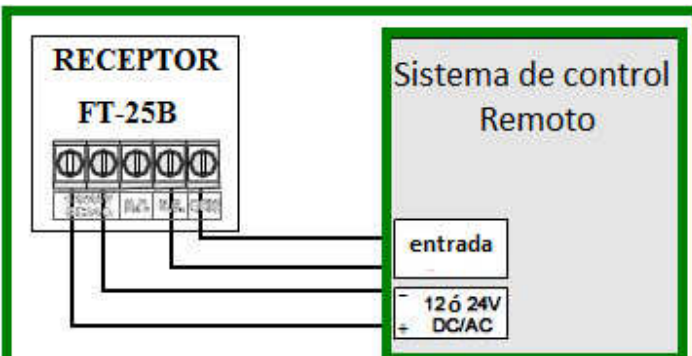 RECEPTOR
FT-25B
Sistema de control
Remoto
entrada
- 12 ó 24V
+ DC/AC